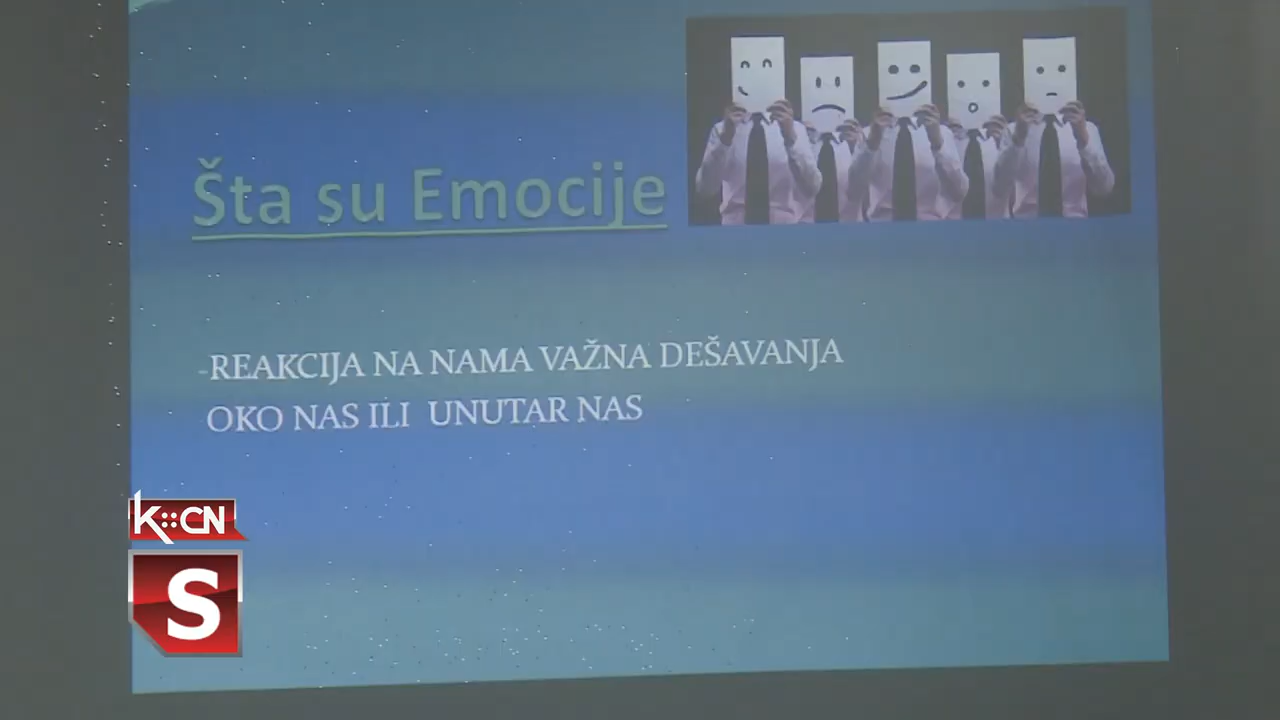 Šta su Emocije
-REAKCIJA NA NAMA VAŽNA DEŠAVANJA
OKO NAS ILI UNUTAR NAS
K::CN
S